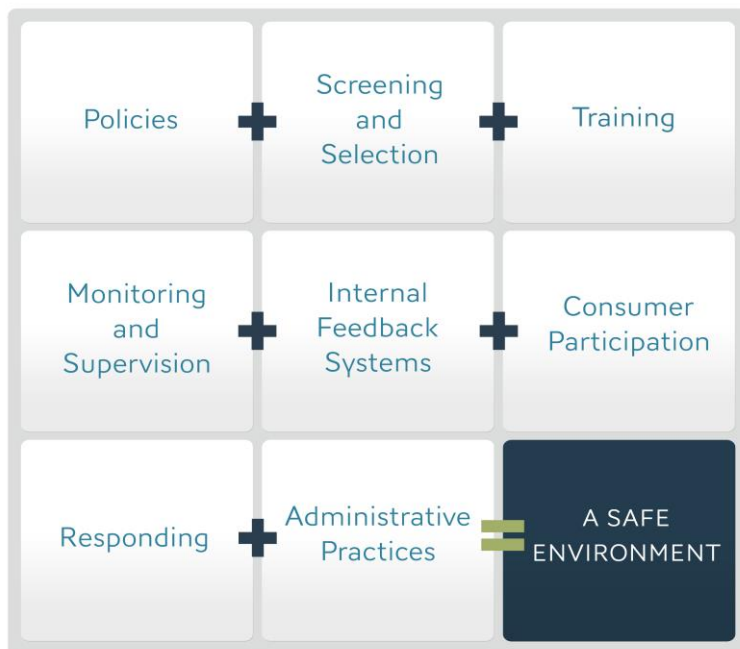 Policies
Screening
and
Selection
Training
Monitoring
and
Supervision
Internal
Feedback
Systems
Consumer
Participation
Responding
Administrative
Practices
A SAFE
ENVIRONMENT